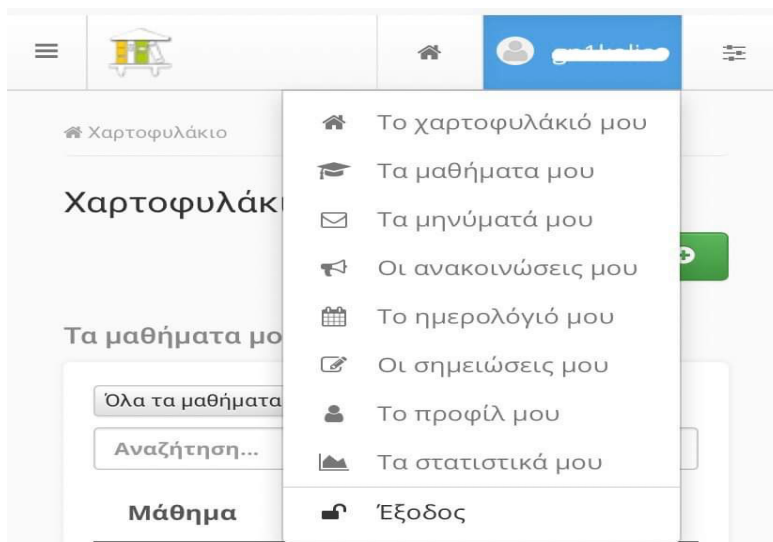 Χαρτοφυλάκιο
Χαρτοφυλάκι
Τα μαθήματα μο
Όλα τα μαθήματα
Αναζήτηση...
Μάθημα
Το χαρτοφυλάκιό μου
Τα μαθήματα μου
Τα μηνύματά μου
Οι ανακοινώσεις μου
Το ημερολόγιό μου
Οι σημειώσεις μου
Το προφίλ μου
Τα στατιστικά μου
Έξοδος